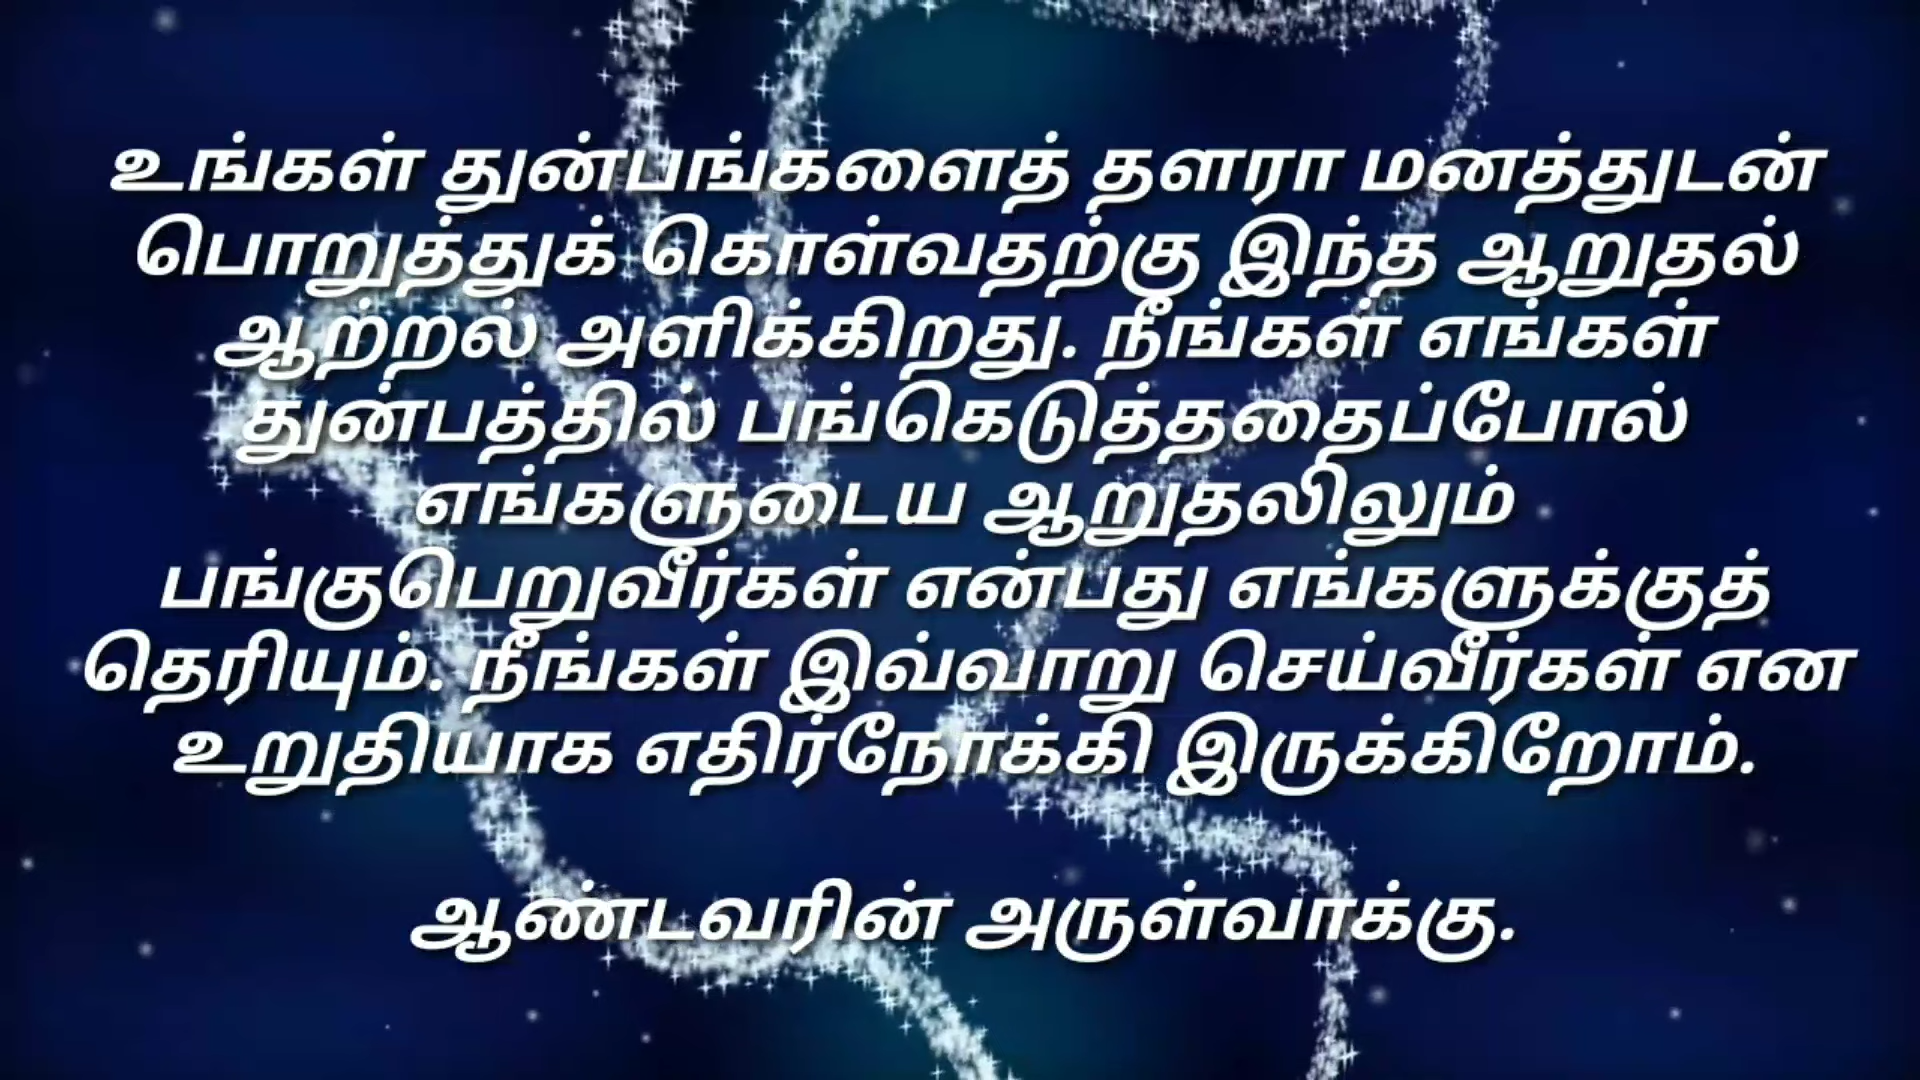 உங்கள் துன்பங்களைத் தளரா மனத்துடன்
பொறுத்துக் கொள்வதற்கு இந்த ஆறுதல்
ஆற்றல் அளிக்கிறது. நீங்கள் எங்கள்
துன்பத்தில் பங்கெடுத்ததைப்போல்
எங்களுடைய ஆறுதலிலும்
பங்குபெறுவீர்கள் என்பது எங்களுக்குத்
தெரியும். நீங்கள் இவ்வாறு செய்வீர்கள் என
உறுதியாக எதிர்நோக்கி இருக்கிறோம்.
ஆண்டவரின் அருள்வாக்கு.